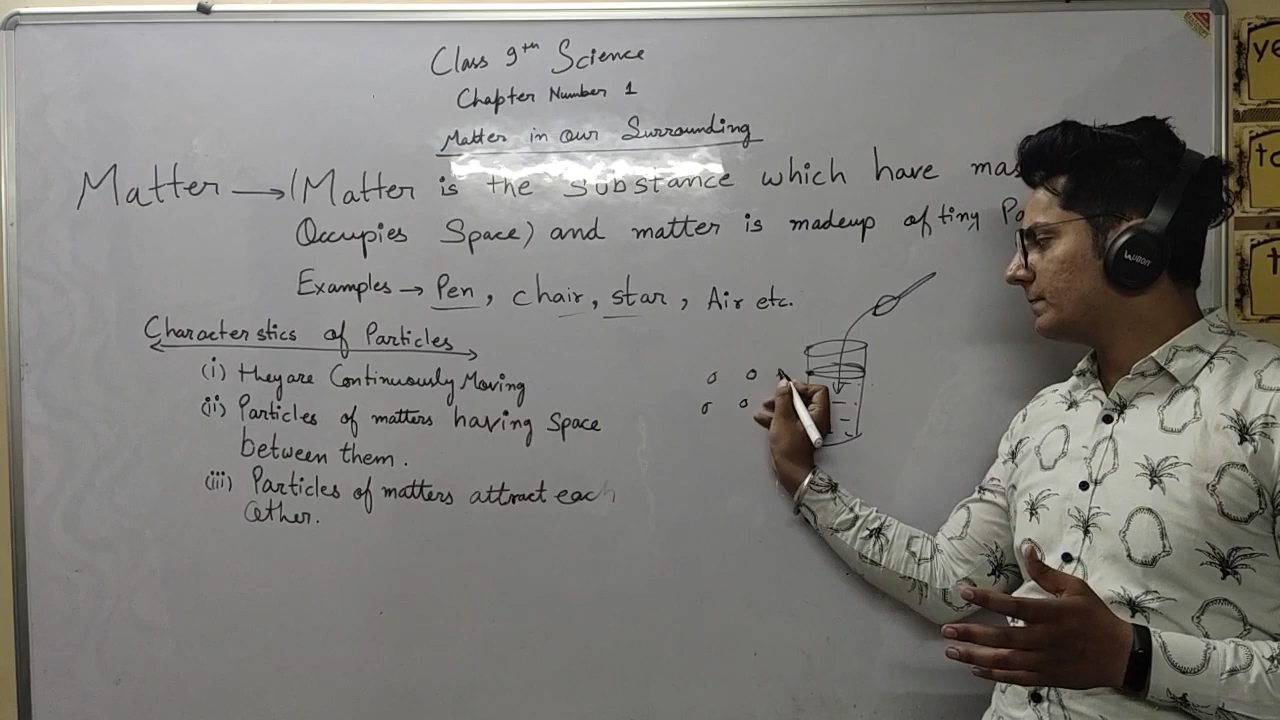 Class 9th Science
Chapter Number 1
Matter in our Surrounding
Matter → (Matter is the substance which have mas
Occupies Space) and matter is madeup of tiny Pa
Examples → Pen, chair, star, Air etc.
Characterstics of Particles
(i) they are Continuously Moving
(ii) Particles of matters having space
between them.
(iii) Particles of matters attract each
Other.